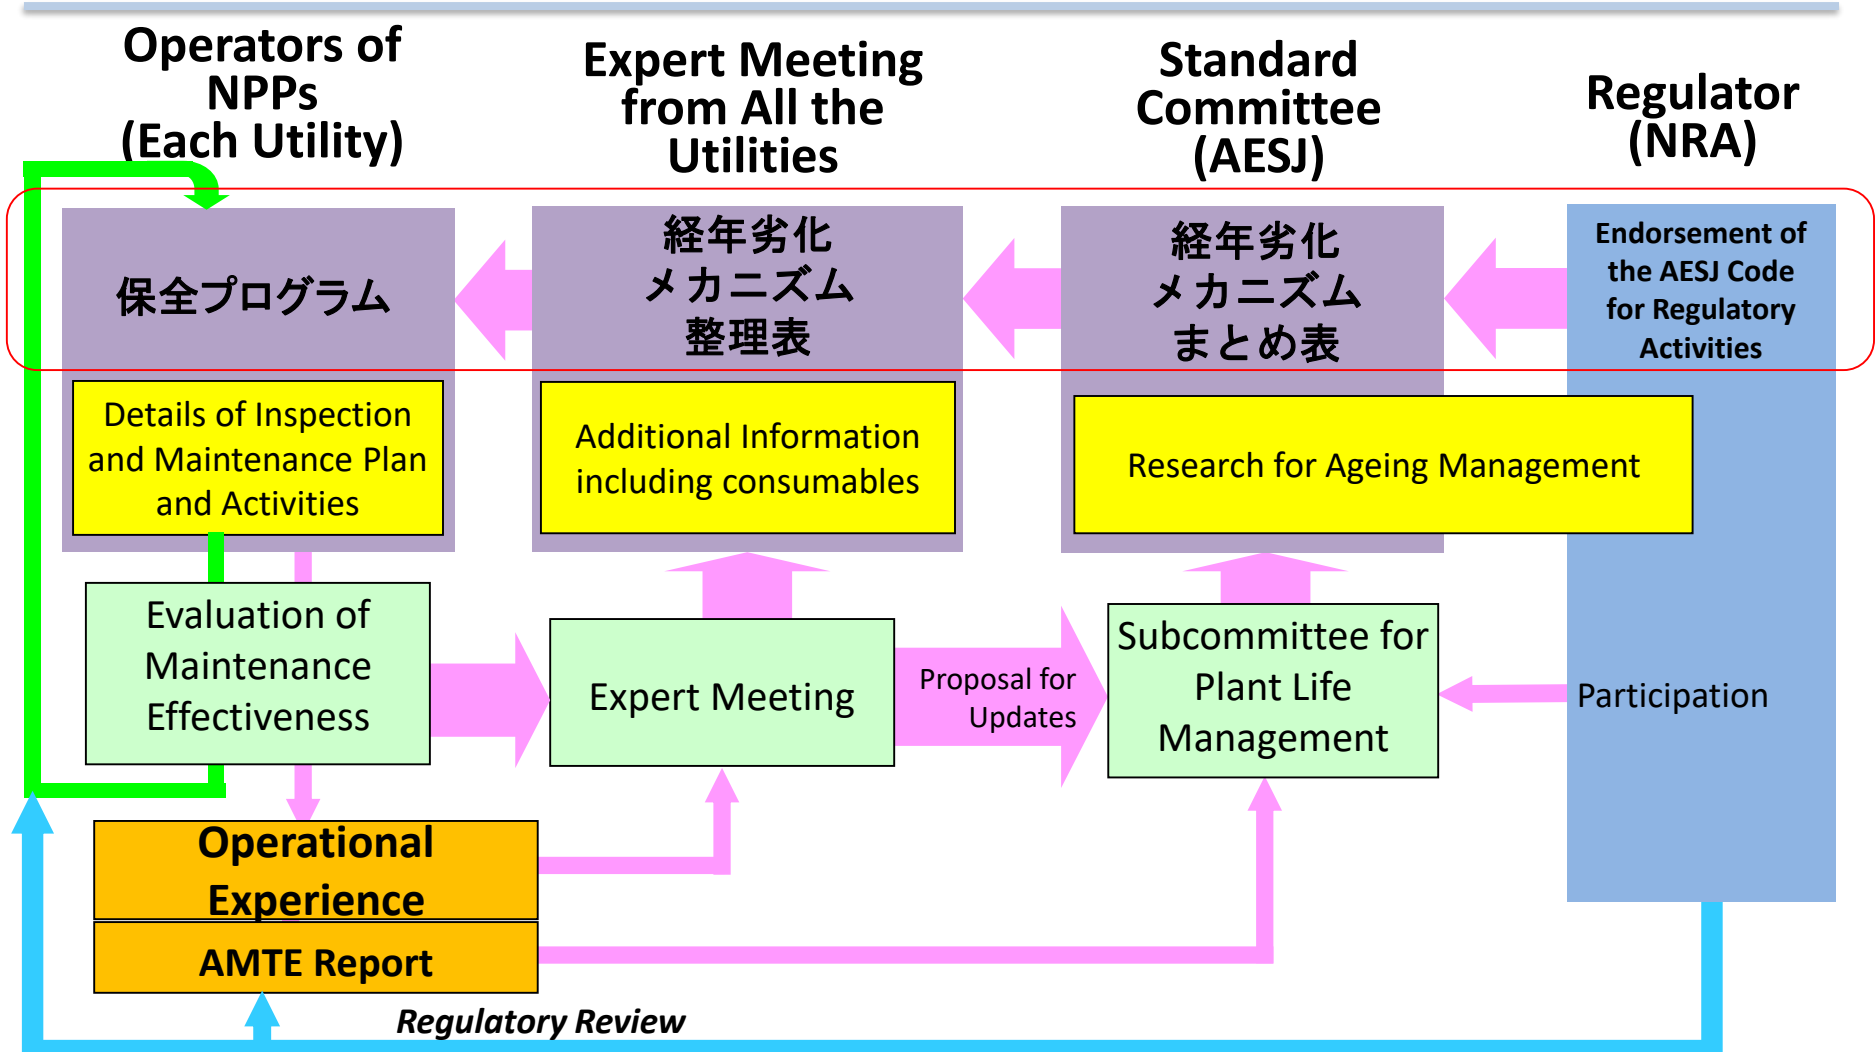 Operators of
NPPs
(Each Utility)
Expert Meeting
from All the
Utilities
Standard
Committee
(AESJ)
Regulator
(NRA)
保全プログラム
経年劣化
メカニズム
整理表
経年劣化
メカニズム
まとめ表
Endorsement of
the AESJ Code
for Regulatory
Activities
Details of Inspection
and Maintenance Plan
and Activities
Additional Information
including consumables
Research for Ageing Management
Evaluation of
Maintenance
Effectiveness
Expert Meeting
Proposal for
Updates
Subcommittee for
Plant Life
Management
Participation
Operational
Experience
AMTE Report
Regulatory Review